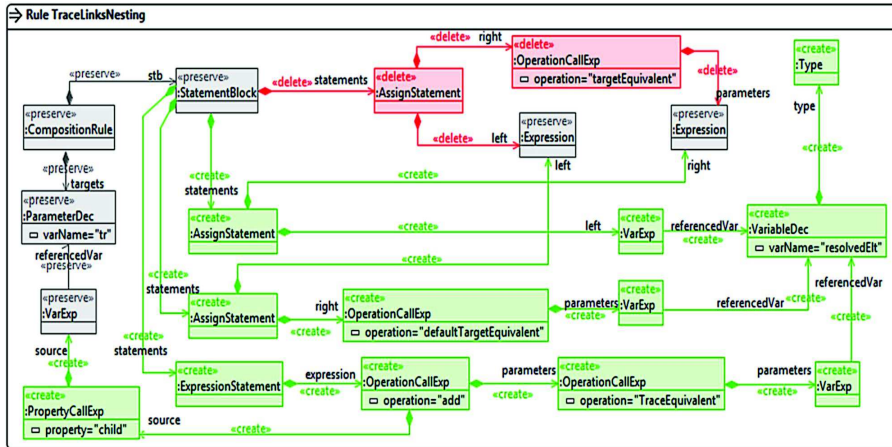 Rule TraceLinksNesting
«preserve»
stb
«preserve»
:StatementBlock
«delete»
statements
«delete»
:AssignStatement
«delete»
right
«delete»
:OperationCallExp
operation="targetEquivalent"
«delete»
parameters
«create»
:Type
type
«create»
«preserve»
:CompositionRule
«preserve»
targets
«delete»
left
«preserve»
:Expression
left
«preserve»
:Expression
right
«preserve»
:ParameterDec
varName="tr"
referencedVar
«preserve»
«preserve»
:VarExp
source
«create»
«create»
:PropertyCallExp
property="child"
«create»
statements
«create»
«create»
:AssignStatement
left
«create»
«create»
:VarExp
referencedVar
«create»
«create»
:VariableDec
varName="resolvedElt"
«create»
statements
«create»
«create»
:AssignStatement
right
«create»
«create»
:OperationCallExp
operation="defaultTargetEquivalent"
parameters
«create»
«create»
:VarExp
referencedVar
«create»
referencedVar
«create»
«create»
statements
«create»
:ExpressionStatement
expression
«create»
«create»
:OperationCallExp
operation="add"
parameters
«create»
«create»
:OperationCallExp
operation="TraceEquivalent"
parameters
«create»
«create»
:VarExp
source
«create»